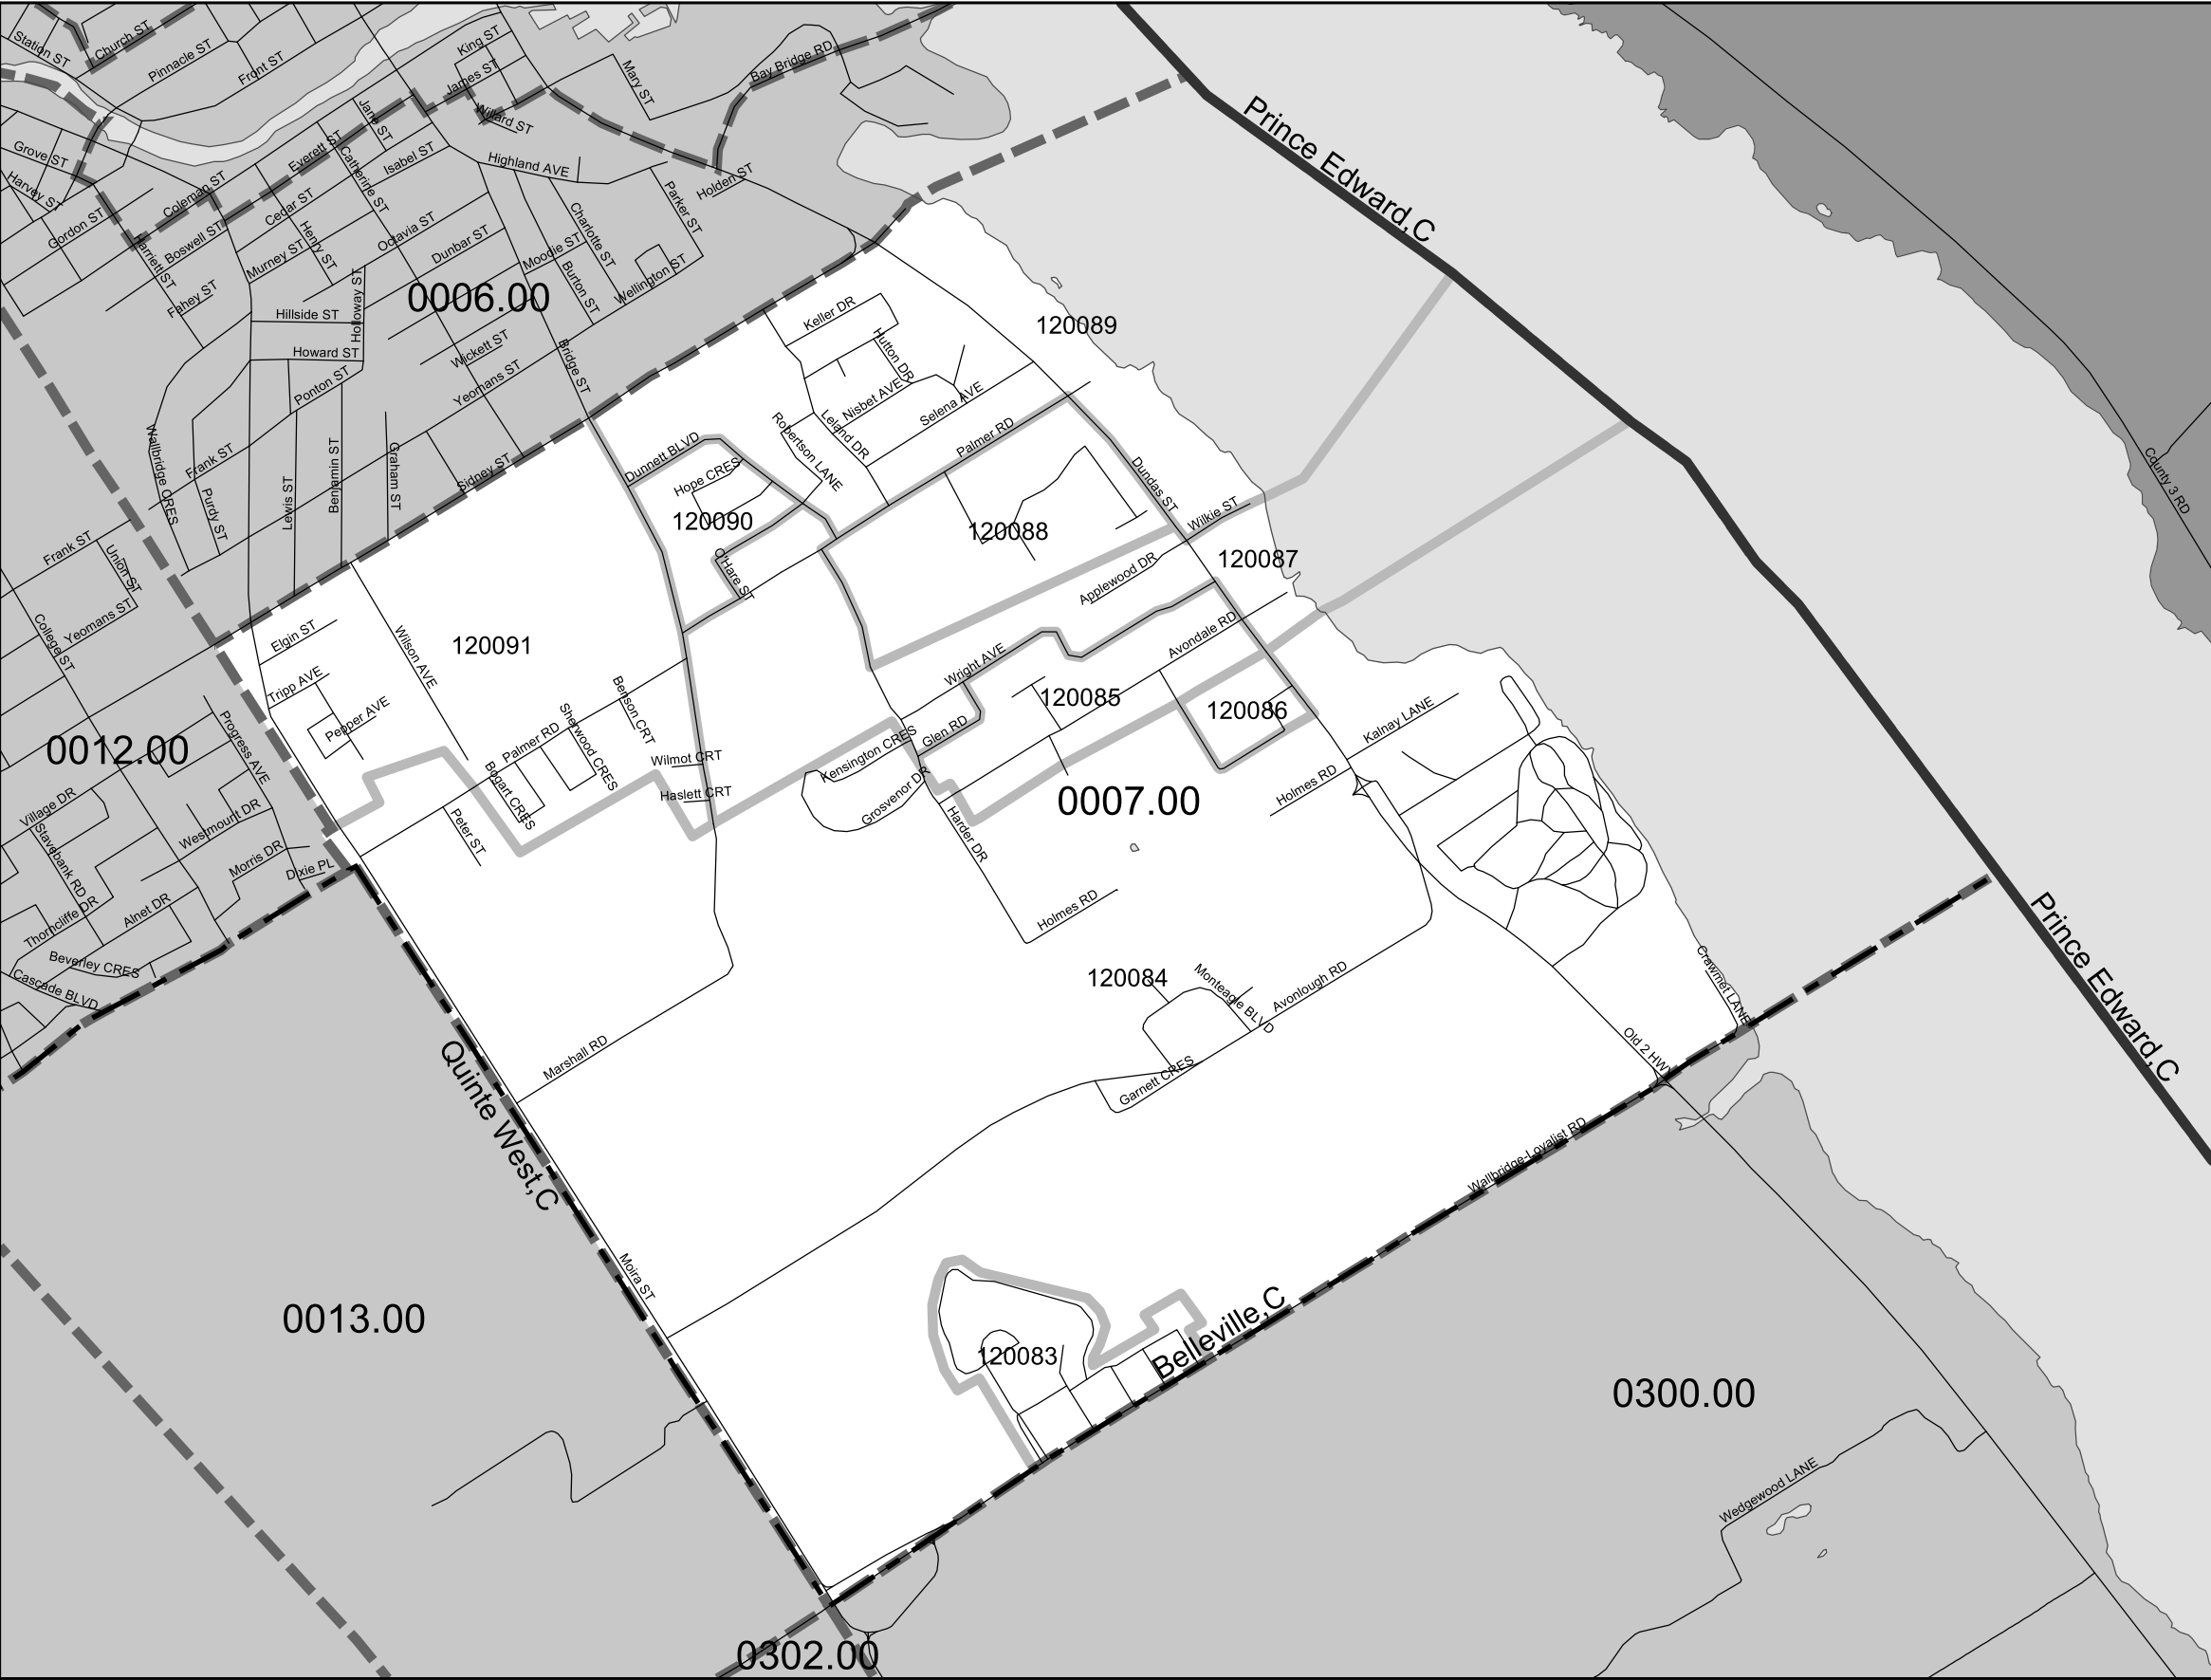 Station ST
Church ST
Pinnacle ST
Front ST
King ST
James ST
Willard ST
Mary ST
Bay Bridge RD
Prince Edward,C
Grove ST
Harvey ST
Gordon ST
Coleman ST
Everett ST
Jane ST
Isabel ST
Catherine ST
Cedar ST
Highland AVE
Holden ST
Parker ST
Harriett ST
Boswell ST
Murney ST
Henry ST
Octavia ST
Dunbar ST
Moodie ST
Charlotte ST
Burton ST
Wellington ST
Fahey ST
Hillside ST
Holloway ST
0006.00
Howard ST
Ponton ST
Wickett ST
Yeomans ST
Bridge ST
Keller DR
Hutton DR
Nisbet AVE
Selena AVE
Leland DR
Robertson LANE
Palmer RD
120089
Wallbridge CRES
Frank ST
Purdy ST
Lewis ST
Benjamin ST
Graham ST
Sidney ST
Dunnett BLVD
Hope CRES
120090
O'Hare ST
120088
Dundas ST
Wilkie ST
120087
Applewood DR
County 3 RD
Frank ST
Union ST
Yeomans ST
College ST
Elgin ST
Tripp AVE
Pepper AVE
Wilson AVE
120091
Benson CRT
Sherwood CRES
Palmer RD
Bogart CRES
Peter ST
Wilmot CRT
Haslett CRT
Wright AVE
Glen RD
Avondale RD
120085
120086
Kensington CRES
Grosvenor DR
Harder DR
0007.00
Kalnay LANE
Holmes RD
0012.00
Progress AVE
Village DR
Stavebank RD
Westmount DR
Morris DR
Dixie PL
Thorncliffe DR
Alnet DR
Beverley CRES
Cascade BLVD
Holmes RD
120084
Monteagle BLVD
Avonlough RD
Garnett CRES
Crawmet LANE
Old 2 HWY
Prince Edward,C
Marshall RD
Quinte West,C
Moira ST
Wallbridge-Loyalist RD
0013.00
120083
Belleville,C
0300.00
Wedgewood LANE
0302.00